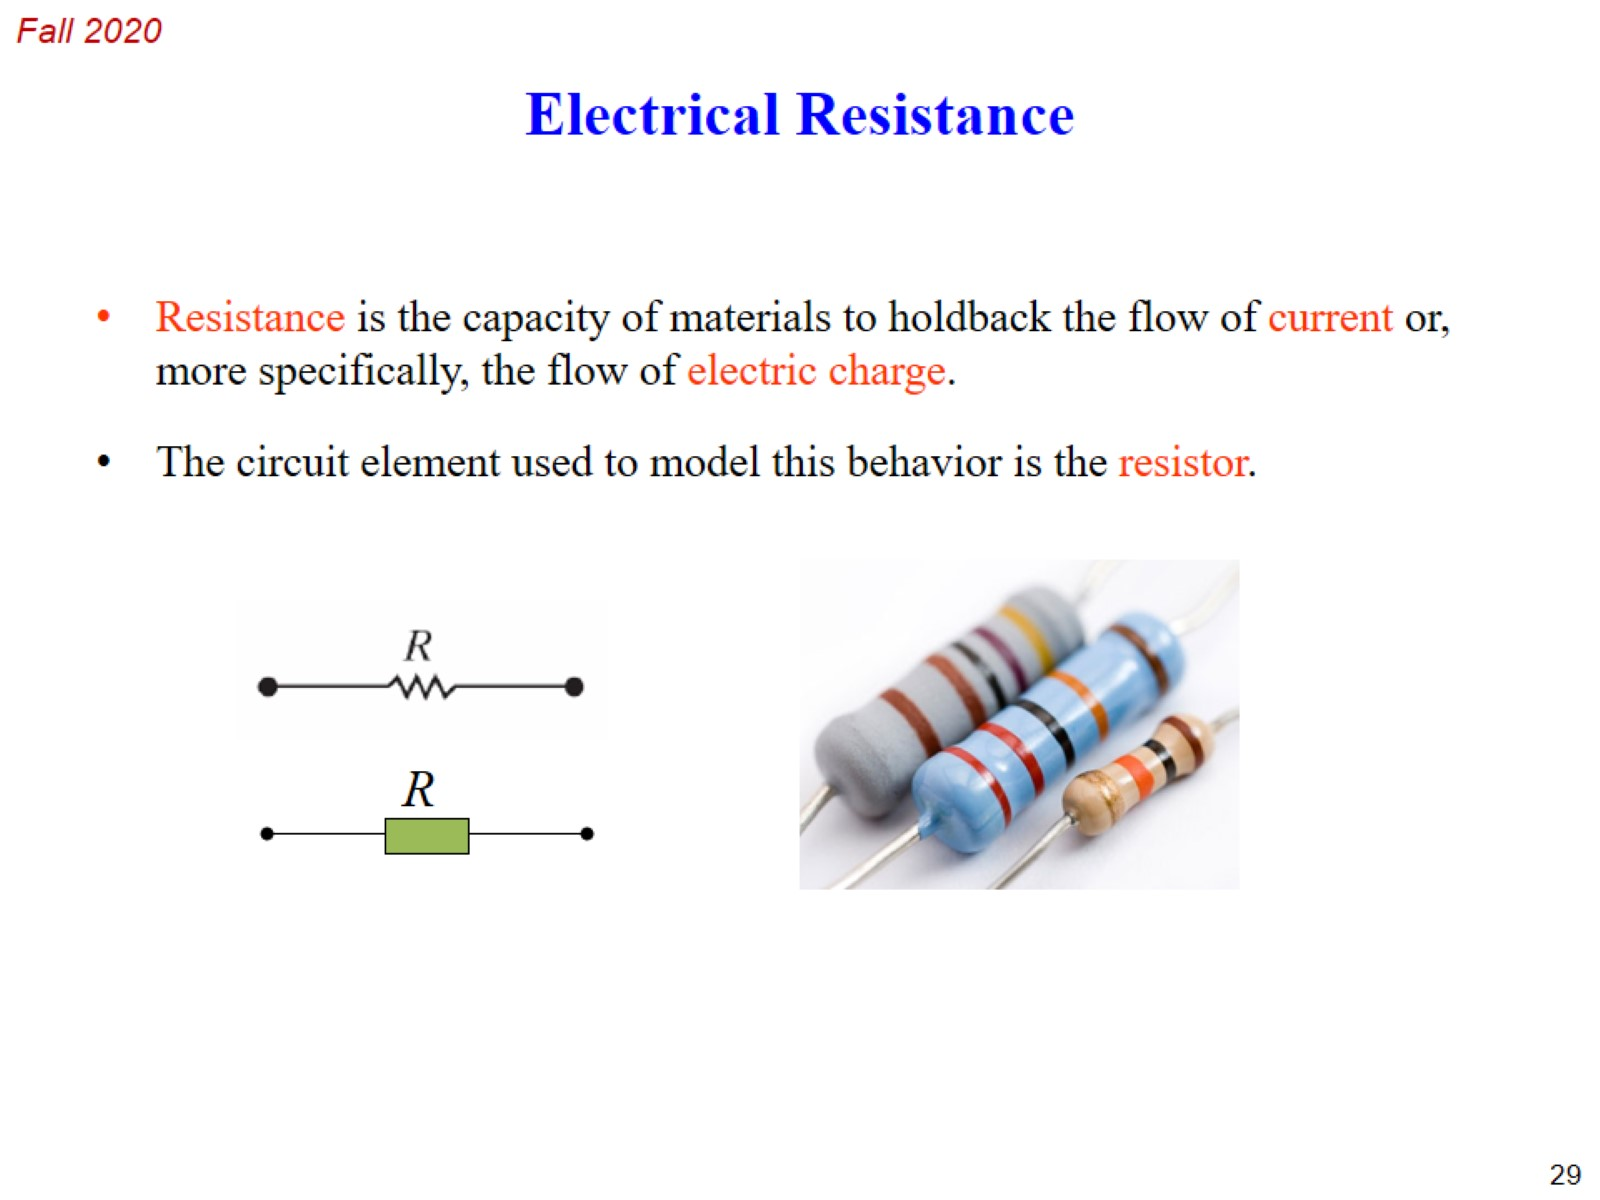 Fall 2020
Electrical Resistance
• Resistance is the capacity of materials to holdback the flow of current or,
more specifically, the flow of electric charge.
• The circuit element used to model this behavior is the resistor.
R
R
29